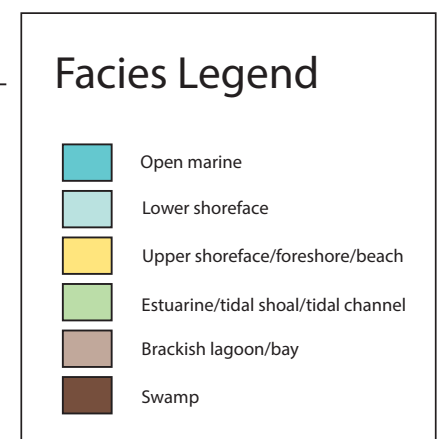 Facies Legend
Open marine
Lower shoreface
Upper shoreface/foreshore/beach
Estuarine/tidal shoal/tidal channel
Brackish lagoon/bay
Swamp